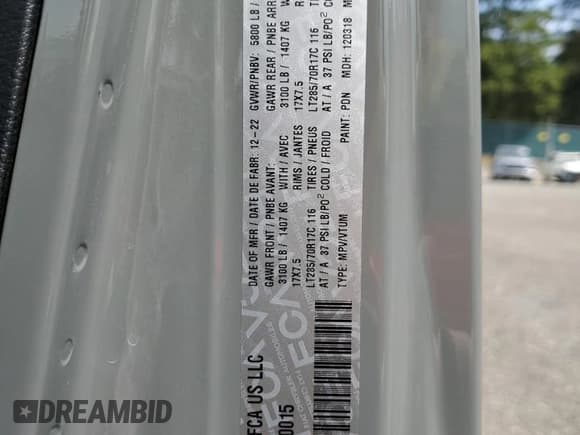 FCA US LLC
DATE OF MFR / DATE DE FABR: 12-22 GVWR/PNBV: 5800 LB /
GAWR FRONT / PNBE AVANT: GAWR REAR / PNBE ARR
3100 LB / 1407 KG WITH / AVEC 3100 LB / 1407 KG W
17X7.5 RIMS / JANTES 17X7.5 R
LT285/70R17C 116 TIRES / PNEUS LT285/70R17C 116
AT / A 37 PSI LB/PO² COLD / FROID AT / A 37 PSI LB/PO² C
TYPE: MPV/VTUM PAINT: PDN MDH: 120318
0015
DREAMBID